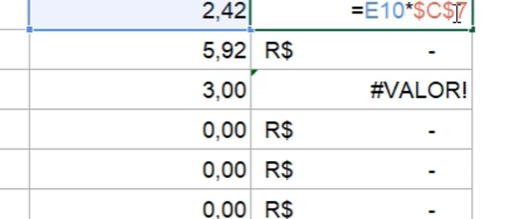 2,42 =E10*$C$7
5,92 R$ -
3,00 #VALOR!
0,00 R$ -
0,00 R$ -
0,00 R$ -